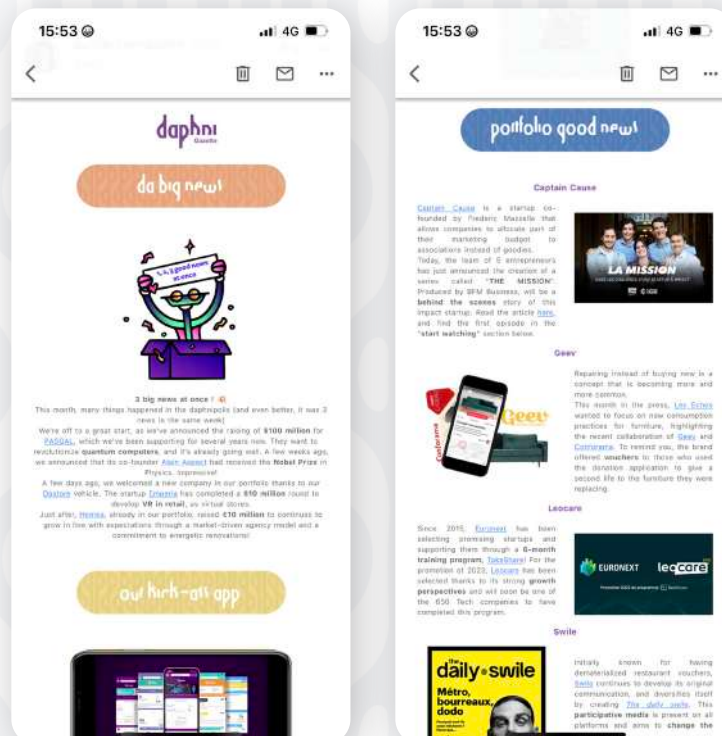 15:53
4G
daphni
Gazette
da big news
1, 2, 3 good news
at once
3 big news at once !
This month, many things happened in the daphnipolis (and even better, it was 3
news in the same week)
We're off to a great start, as we've announced the raising of €100 million for
PASQAL, which we've been supporting for several years now. They want to
revolutionize quantum computers, and it's already going well. A few weeks ago,
we announced that its co-founder Alain Aspect had received the Nobel Prize in
Physics. Impressive!
A few days ago, we welcomed a new company in our portfolio thanks to our
vehicle. The startup has completed a $10 million round to
develop VR in retail, as virtual stores.
Just after, Hemea, already in our portfolio, raised €10 million to continues to
grow in line with expectations through a market-driven agency model and a
commitment to energetic renovations!
our kick-off app
15:53
4G
portfolio good news
Captain Cause
Captain Cause is a startup co-
founded by Frederic Mazzella that
allows companies to allocate part of
their marketing budget to
associations instead of goodies.
Today, the team of 5 entrepreneurs
has just announced the creation of a
series called "THE MISSION".
Produced by BFM Business, will be a
behind the scenes story of this
impact startup. Read the article here,
and find the first episode in the
"start watching" section below.
LA MISSION
Geev
Conforama
Geev
Repairing instead of buying new is a
concept that is becoming more and
more common.
This month in the press, Les Echos
wanted to focus on new consumption
practices for furniture, highlighting
the recent collaboration of Geev and
Conforama. To remind you, the brand
offered vouchers to those who used
the donation application to give a
second life to the furniture they were
replacing.
Leocare
Since 2015, Euronext has been
selecting promising startups and
supporting them through a 6-month
training program, TechShare! For the
promotion of 2023, Leocare has been
selected thanks to its strong growth
perspectives and will soon be one of
the 650 Tech companies to have
completed this program.
EURONEXT
leocare
Swile
the
daily swile
Métro,
bourreaux,
dodo
Initially known for having
dematerialized restaurant vouchers,
Swile continues to develop its original
communication, and diversifies itself
by creating The daily swile. This
participative media is present on all
platforms and aims to change the